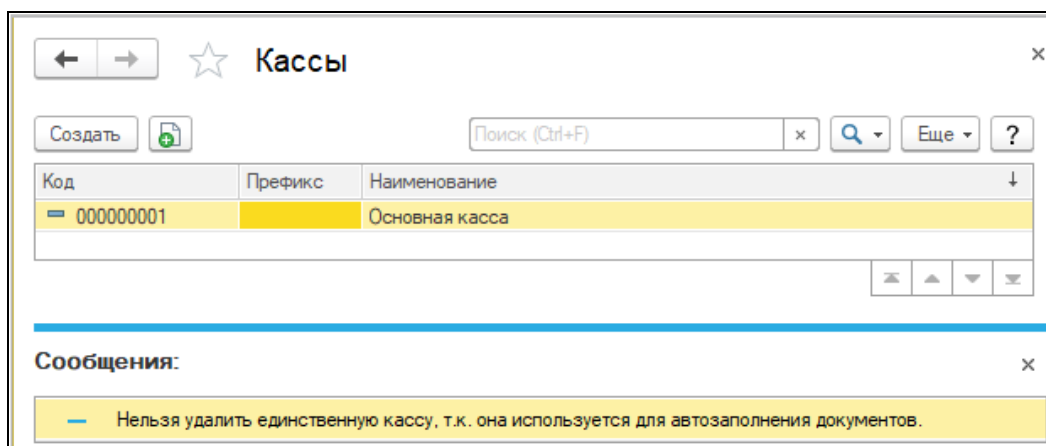 Кассы
Создать Поиск (Ctrl+F) × Еще ?
Код Префикс Наименование ↓
000000001 Основная касса
Сообщения:
Нельзя удалить единственную кассу, т.к. она используется для автозаполнения документов.